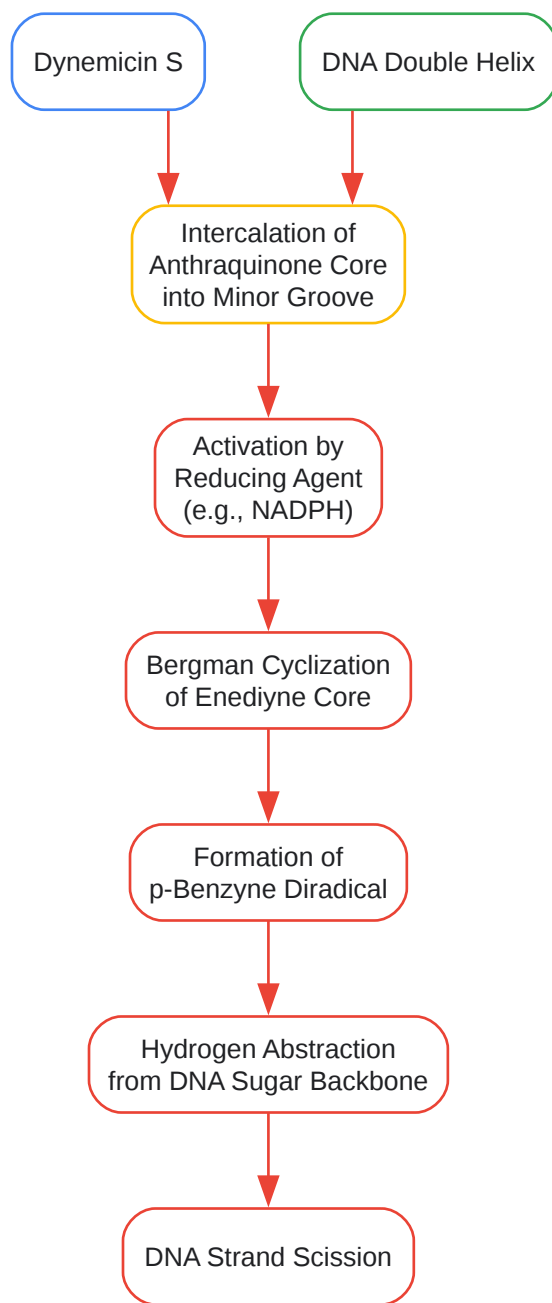 Dynemicin S
DNA Double Helix
Intercalation of
Anthraquinone Core
into Minor Groove
Activation by
Reducing Agent
(e.g., NADPH)
Bergman Cyclization
of Enediyne Core
Formation of
p-Benzyne Diradical
Hydrogen Abstraction
from DNA Sugar Backbone
DNA Strand Scission